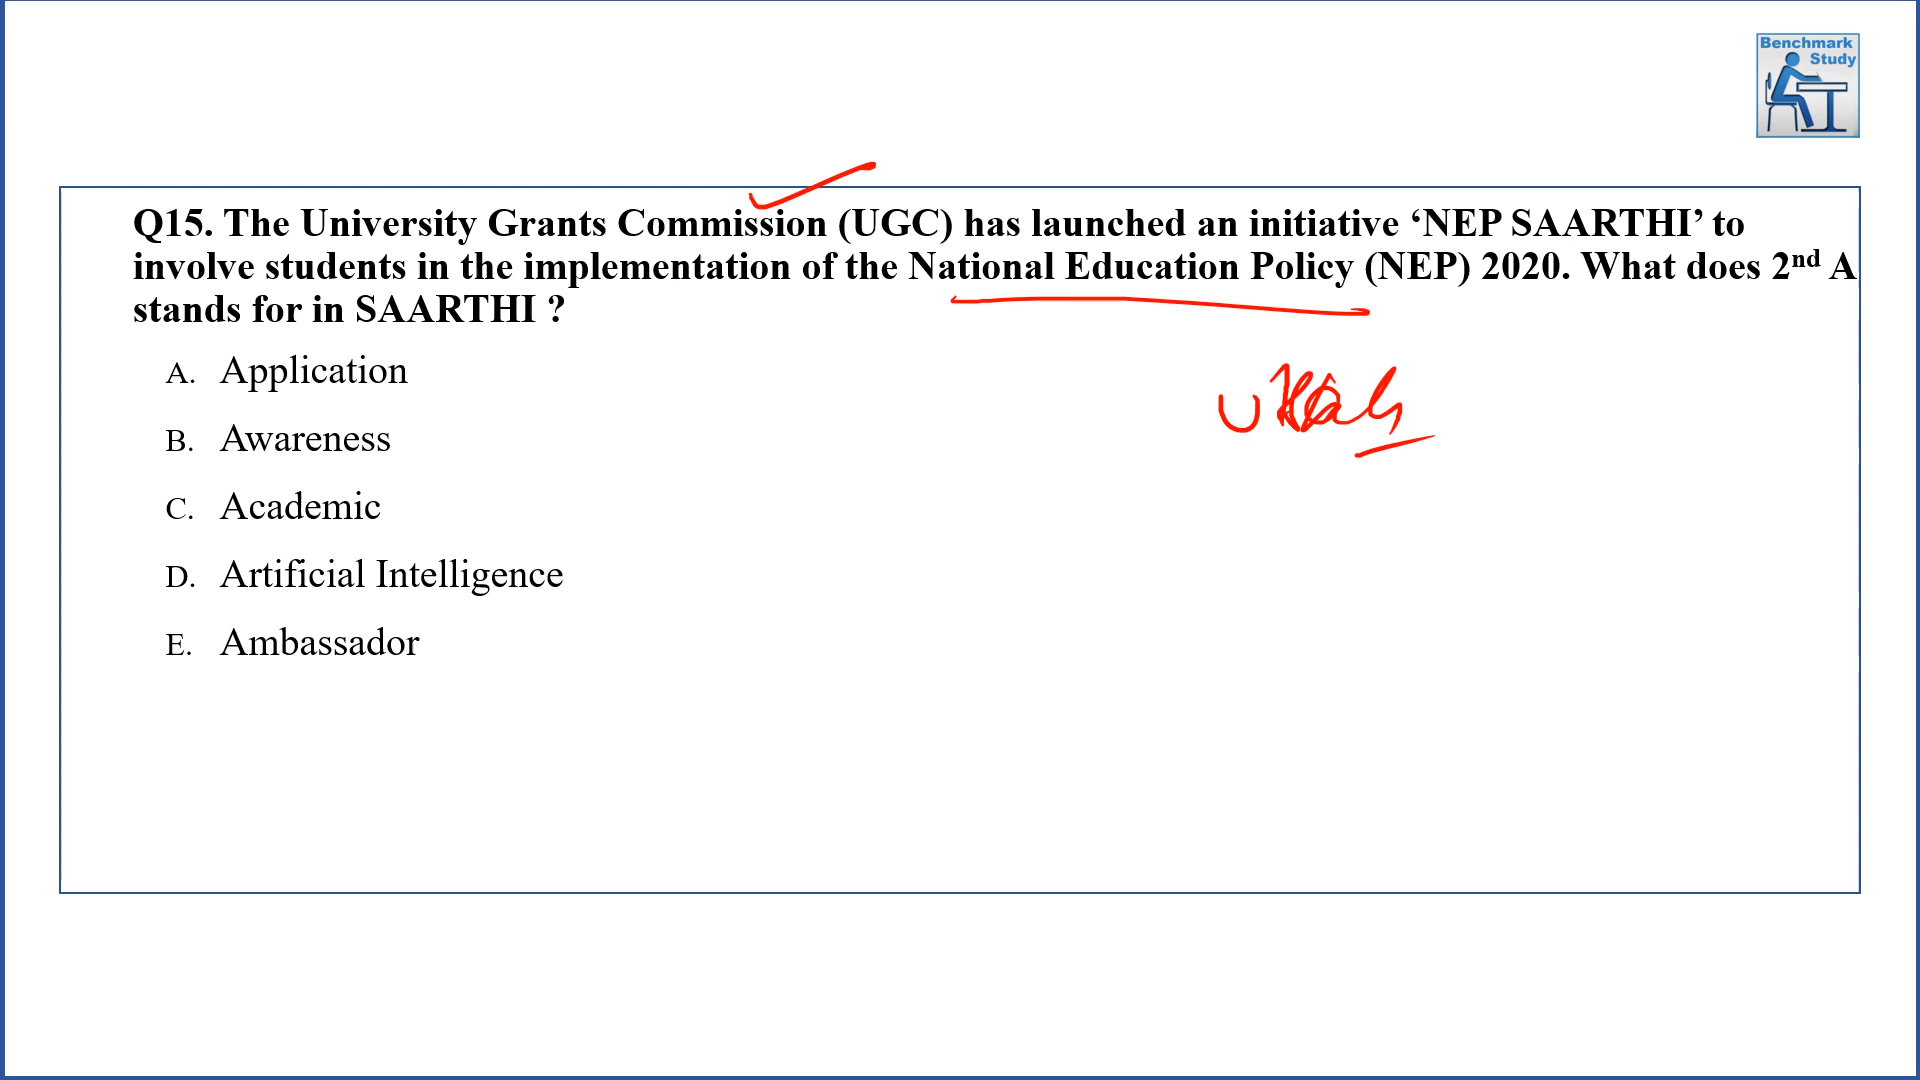 Benchmark
Study
Q15. The University Grants Commission (UGC) has launched an initiative ‘NEP SAARTHI’ to
involve students in the implementation of the National Education Policy (NEP) 2020. What does 2nd A
stands for in SAARTHI ?
A. Application
B. Awareness
C. Academic
D. Artificial Intelligence
E. Ambassador